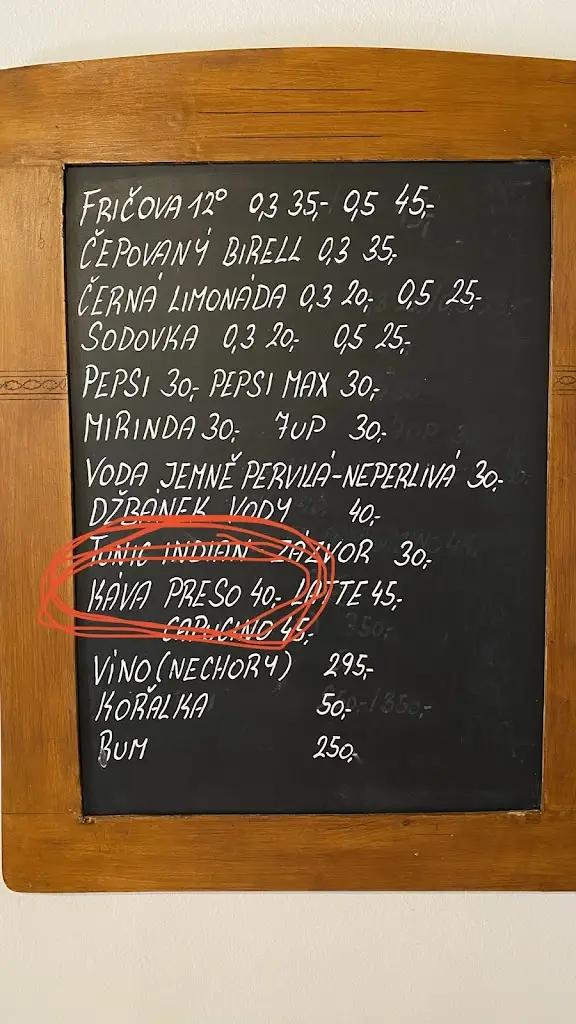 FRIČOVA 12° 0,3 35,- 0,5 45,-
ČEPOVANÝ BIRELL 0,3 35,-
ČERNÁ LIMONÁDA 0,3 20,- 0,5 25,-
SODOVKA 0,3 20,- 0,5 25,-
PEPSI 30,- PEPSI MAX 30,-
MIRINDA 30,- 7UP 30,-
VODA JEMNĚ PERVILÁ-NEPERLIVÁ 30,-
DŽBÁNEK VODY 40,-
TONIC INDIAN ZÁZVOR 30,-
KÁVA PRESO 40,- LATTE 45,-
CAPUCINO 45,-
VÍNO (NECHORY) 295,-
KOŘALKA 50,-
RUM 250,-